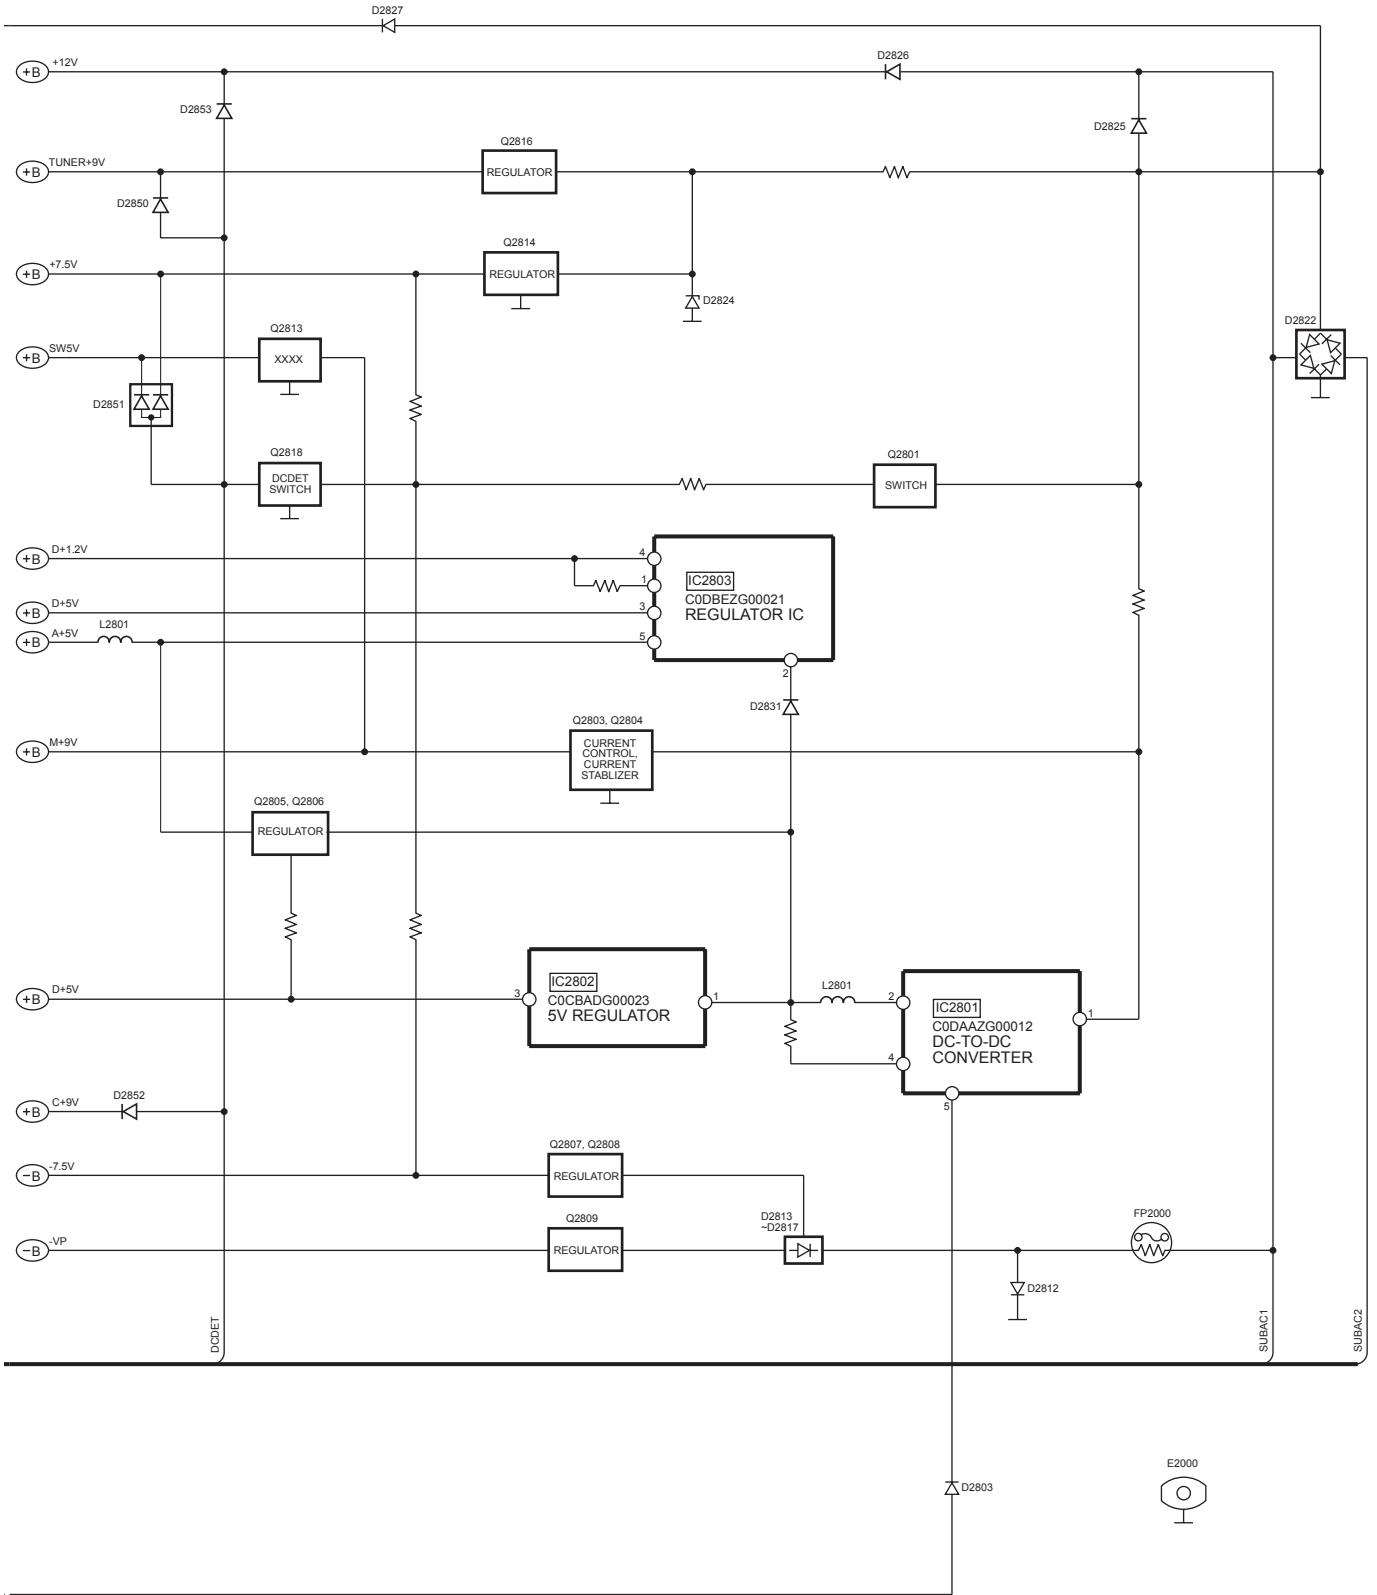 D2827
+B +12V
D2826
D2853
D2825
Q2816
+B TUNER+9V
REGULATOR
D2850
Q2814
+B +7.5V
REGULATOR
D2824
Q2813
D2822
+B SW5V
XXXX
D2851
Q2818
Q2801
DCDET
SWITCH
SWITCH
+B D+1.2V
4
1
IC2803
C0DBEZG00021
REGULATOR IC
+B D+5V
3
+B A+5V
L2801
5
2
D2831
Q2803, Q2804
+B M+9V
CURRENT
CONTROL,
CURRENT
STABLIZER
Q2805, Q2806
REGULATOR
+B D+5V
3
IC2802
C0CBADG00023
5V REGULATOR
1
L2801
2
IC2801
C0DAAZG00012
DC-TO-DC
CONVERTER
1
4
5
+B C+9V
D2852
Q2807, Q2808
−B -7.5V
REGULATOR
Q2809
D2813
~D2817
FP2000
−B -VP
REGULATOR
D2812
DCDET
SUBAC1
SUBAC2
E2000
D2803